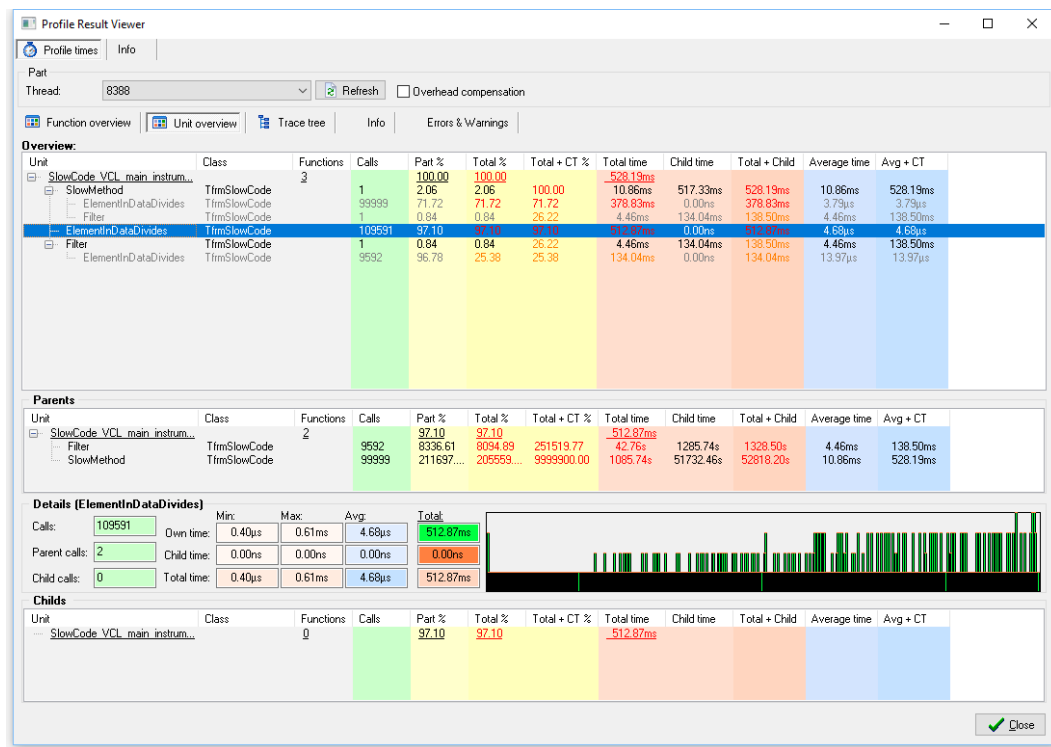 Profile Result Viewer
Profile times Info
Part
Thread: 8388 Refresh Overhead compensation
Function overview Unit overview Trace tree Info Errors & Warnings
Overview:
Unit Class Functions Calls Part % Total % Total + CT % Total time Child time Total + Child Average time Avg + CT
SlowCode_VCL_main_instrum... 3 100.00 100.00 528.19ms
SlowMethod TfrmSlowCode 1 2.06 2.06 100.00 10.86ms 517.33ms 528.19ms 10.86ms 528.19ms
ElementInDataDivides TfrmSlowCode 99999 71.72 71.72 71.72 378.83ms 0.00ns 378.83ms 3.79µs 3.79µs
Filter TfrmSlowCode 1 0.84 0.84 26.22 4.46ms 134.04ms 138.50ms 4.46ms 138.50ms
ElementInDataDivides TfrmSlowCode 109591 97.10 97.10 97.10 512.87ms 0.00ns 512.87ms 4.68µs 4.68µs
Filter TfrmSlowCode 1 0.84 0.84 26.22 4.46ms 134.04ms 138.50ms 4.46ms 138.50ms
ElementInDataDivides TfrmSlowCode 9592 96.78 25.38 25.38 134.04ms 0.00ns 134.04ms 13.97µs 13.97µs
Parents
Unit Class Functions Calls Part % Total % Total + CT % Total time Child time Total + Child Average time Avg + CT
SlowCode_VCL_main_instrum... 2 97.10 97.10 512.87ms
Filter TfrmSlowCode 9592 8336.61 8094.89 251519.77 42.76s 1285.74s 1328.50s 4.46ms 138.50ms
SlowMethod TfrmSlowCode 99999 211697.... 205559.... 9999900.00 1085.74s 51732.46s 52818.20s 10.86ms 528.19ms
Details (ElementInDataDivides)
Min: Max: Avg: Total:
Calls: 109591 Own time: 0.40µs 0.61ms 4.68µs 512.87ms
Parent calls: 2 Child time: 0.00ns 0.00ns 0.00ns 0.00ns
Child calls: 0 Total time: 0.40µs 0.61ms 4.68µs 512.87ms
Childs
Unit Class Functions Calls Part % Total % Total + CT % Total time Child time Total + Child Average time Avg + CT
SlowCode_VCL_main_instrum... 0 97.10 97.10 512.87ms
Close